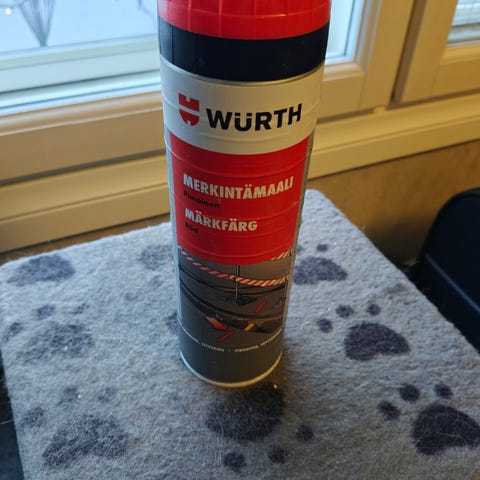 WÜRTH
MERKINTÄMAALI
Punainen
MÄRKFÄRG
Röd